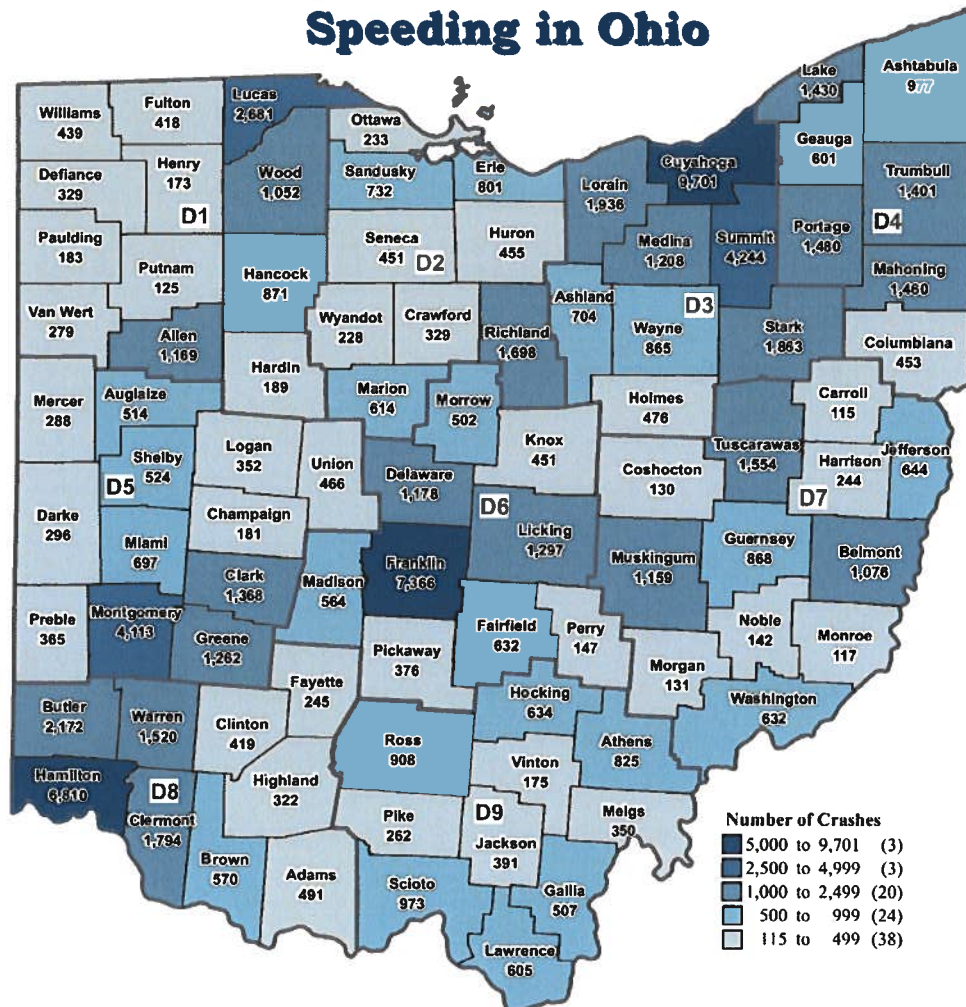 Speeding in Ohio
Williams
439
Fulton
418
Lucas
2,681
Ottawa
233
Lake
1,430
Ashtabula
977
Geauga
601
Cuyahoga
9,701
Defiance
329
Henry
173
D1
Wood
1,052
Sandusky
732
Erie
801
Lorain
1,936
Trumbull
1,401
D4
Paulding
183
Putnam
125
Hancock
871
Seneca
451
D2
Huron
455
Medina
1,208
Summit
4,244
Portage
1,480
Mahoning
1,460
Van Wert
279
Allen
1,169
Wyandot
228
Crawford
329
Richland
1,698
Ashland
704
D3
Wayne
865
Stark
1,863
Columbiana
453
Mercer
288
Auglaize
514
Hardin
189
Marion
614
Morrow
502
Holmes
476
Carroll
115
Logan
352
Union
466
Knox
451
Tuscarawas
1,554
Harrison
244
Jefferson
644
Shelby
524
D5
Delaware
1,178
D6
Coshocton
130
D7
Darke
296
Champaign
181
Licking
1,297
Muskingum
1,159
Guernsey
868
Belmont
1,076
Miami
697
Clark
1,368
Madison
564
Franklin
7,366
Preble
365
Montgomery
4,113
Greene
1,262
Pickaway
376
Fairfield
632
Perry
147
Morgan
131
Noble
142
Monroe
117
Fayette
245
Hocking
634
Washington
632
Butler
2,172
Warren
1,520
Clinton
419
Ross
908
Vinton
175
Athens
825
Hamilton
6,810
D8
Clermont
1,794
Highland
322
Pike
262
D9
Jackson
391
Meigs
350
Brown
570
Adams
491
Scioto
973
Gallia
507
Lawrence
605
Number of Crashes
5,000 to 9,701 (3)
2,500 to 4,999 (3)
1,000 to 2,499 (20)
500 to 999 (24)
115 to 499 (38)